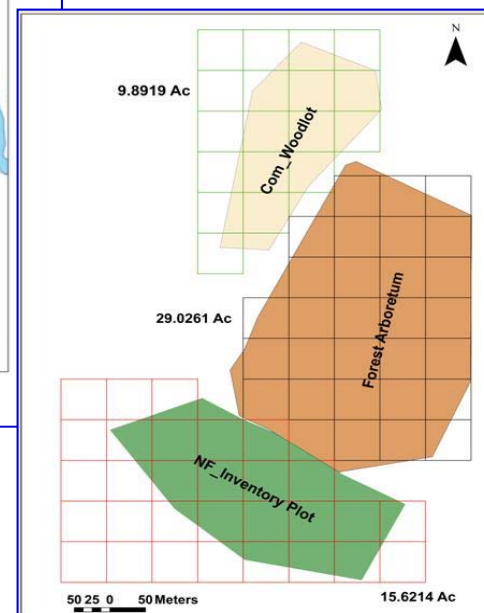 N
9.8919 Ac
Com_Woodlot
29.0261 Ac
Forest Arboretum
NF_Inventory Plot
50 25 0 50 Meters
15.6214 Ac